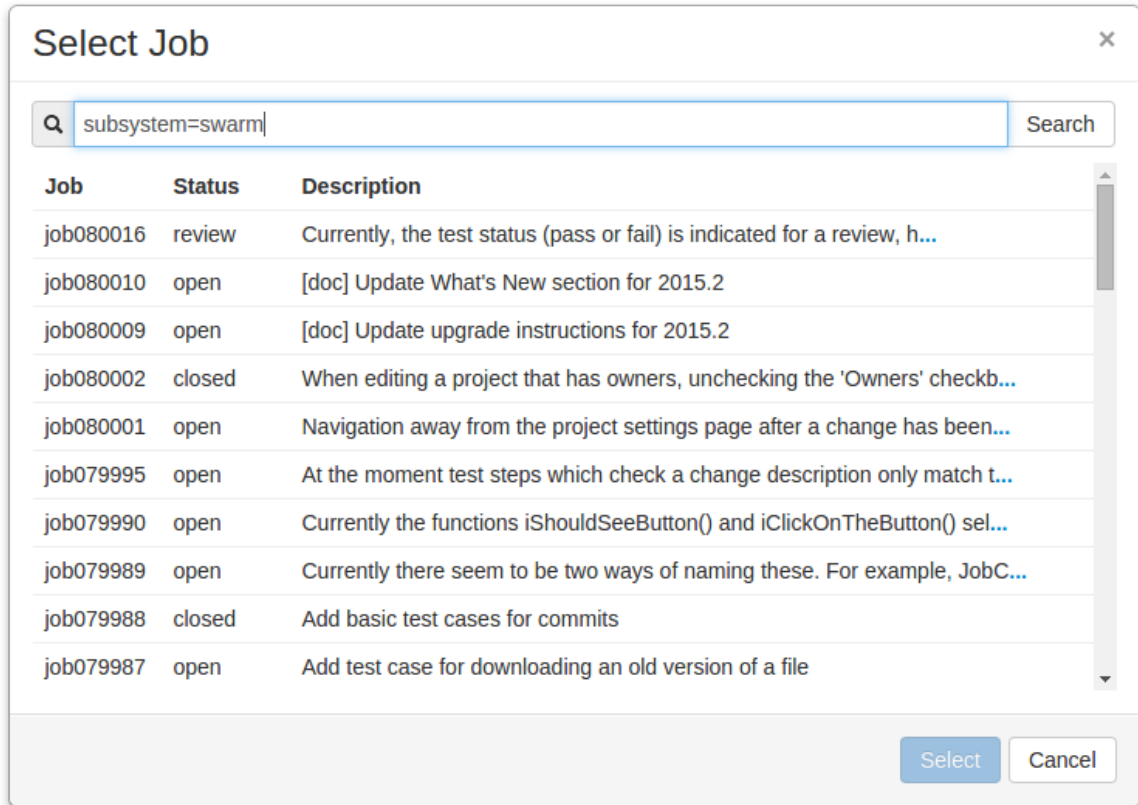 Select Job ×
subsystem=swarm Search
Job Status Description
job080016 review Currently, the test status (pass or fail) is indicated for a review, h...
job080010 open [doc] Update What's New section for 2015.2
job080009 open [doc] Update upgrade instructions for 2015.2
job080002 closed When editing a project that has owners, unchecking the 'Owners' checkb...
job080001 open Navigation away from the project settings page after a change has been...
job079995 open At the moment test steps which check a change description only match t...
job079990 open Currently the functions iShouldSeeButton() and iClickOnTheButton() sel...
job079989 open Currently there seem to be two ways of naming these. For example, JobC...
job079988 closed Add basic test cases for commits
job079987 open Add test case for downloading an old version of a file
Select Cancel